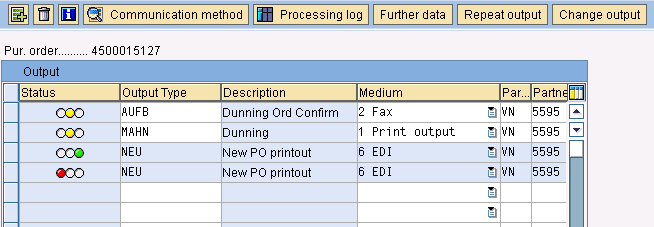 Communication method Processing log Further data Repeat output Change output
Pur. order.......... 4500015127
Output
Status Output Type Description Medium Par... Partne
AUFB Dunning Ord Confirm 2 Fax VN 5595
MAHN Dunning 1 Print output VN 5595
NEU New PO printout 6 EDI VN 5595
NEU New PO printout 6 EDI VN 5595